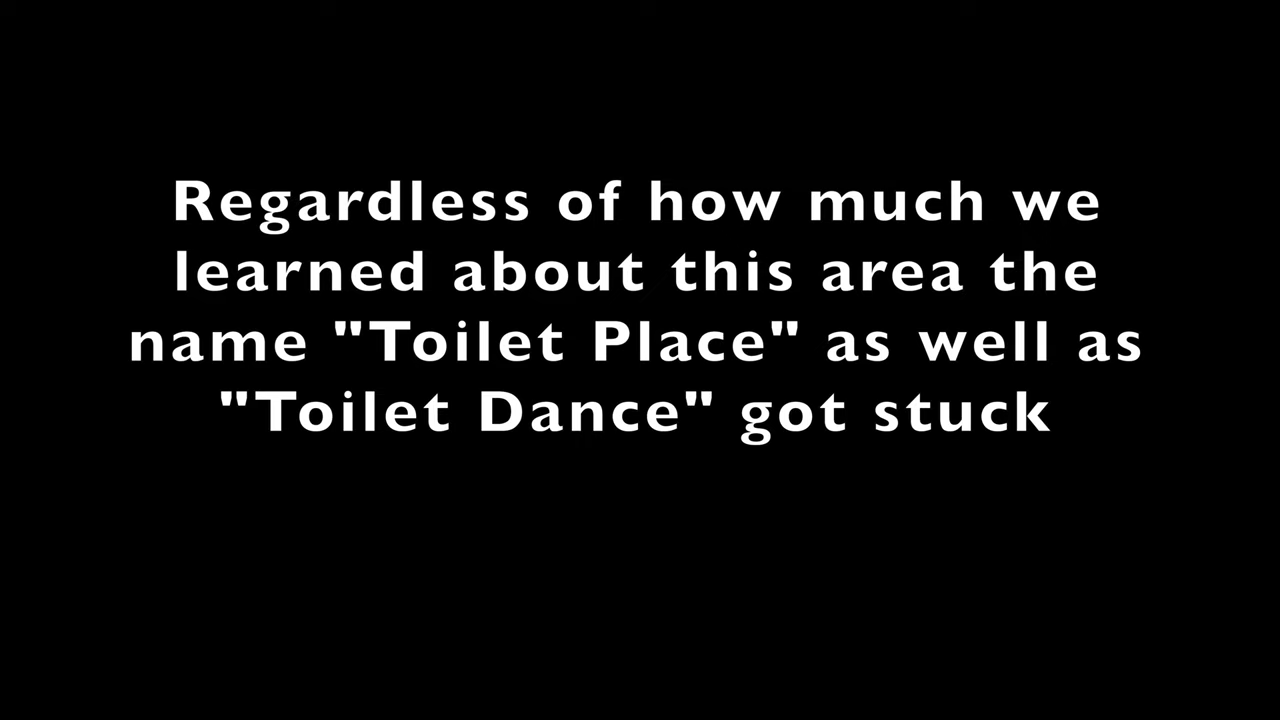 Regardless of how much we
learned about this area the
name "Toilet Place" as well as
"Toilet Dance" got stuck